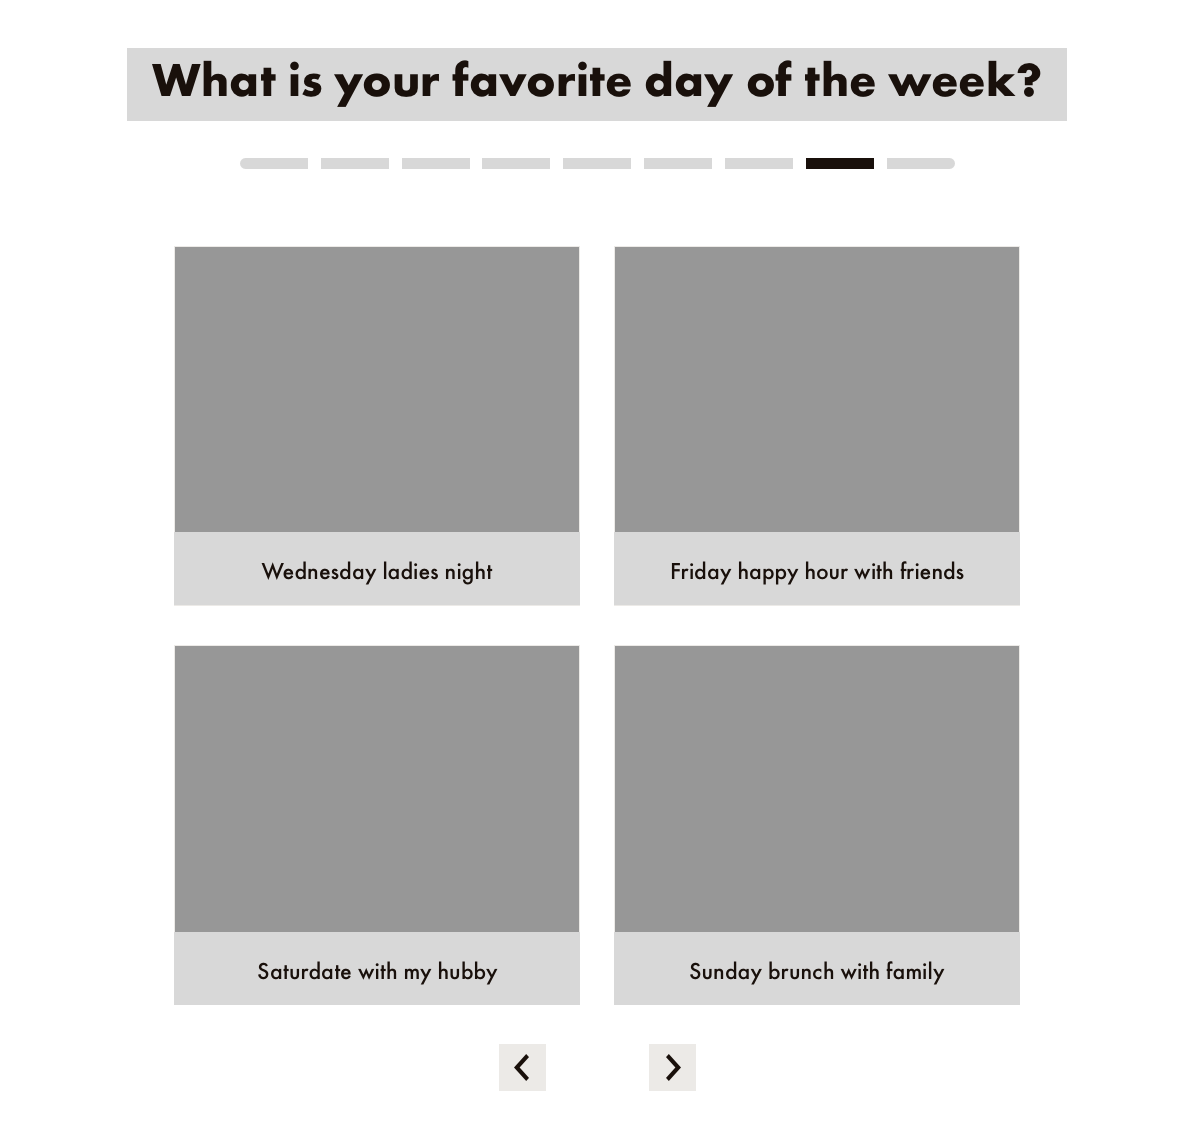 What is your favorite day of the week?
Wednesday ladies night
Friday happy hour with friends
Saturdate with my hubby
Sunday brunch with family